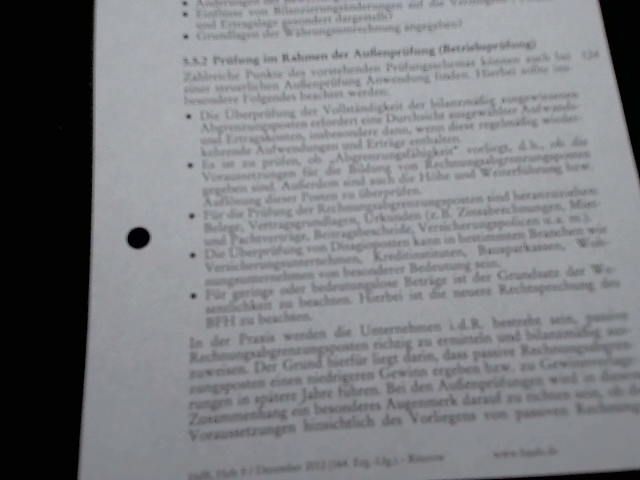 • Änderungen der
• Einflüsse von Bilanzierungsänderungen auf die Vermögens-
und Ertragslage gesondert dargestellt?
• Grundlagen der Währungsumrechnung angegeben?
5.5.2 Prüfung im Rahmen der Außenprüfung (Betriebsprüfung)
Zahlreiche Punkte des vorstehenden Prüfungsschemas können auch bei
einer steuerlichen Außenprüfung Anwendung finden. Hierbei sollte ins-
besondere Folgendes beachtet werden:
• Die Überprüfung der Vollständigkeit der bilanzmäßig ausgewiesenen
Abgrenzungsposten erfordert eine Durchsicht ausgewählter Aufwands-
und Ertragskonten, insbesondere dann, wenn diese regelmäßig wieder-
kehrende Aufwendungen und Erträge enthalten.
• Es ist zu prüfen, ob „Abgrenzungsfähigkeit" vorliegt, d.h., ob die
Voraussetzungen für die Bildung von Rechnungsabgrenzungsposten
gegeben sind. Außerdem sind auch die Höhe und Weiterführung bzw.
Auflösung dieser Posten zu überprüfen.
• Für die Prüfung der Rechnungsabgrenzungsposten sind heranzuziehen:
Belege, Vertragsgrundlagen, Urkunden (z.B. Zinsabrechnungen, Miet-
und Pachtverträge, Beitragsbescheide, Versicherungspolicen u.a.m.).
• Die Überprüfung von Disagioposten kann in bestimmten Branchen wie
Versicherungsunternehmen, Kreditinstituten, Bausparkassen, Woh-
nungsunternehmen von besonderer Bedeutung sein.
• Für geringe oder bedeutungslose Beträge ist der Grundsatz der We-
sentlichkeit zu beachten. Hierbei ist die neuere Rechtsprechung des
BFH zu beachten.
In der Praxis werden die Unternehmen i.d.R. bestrebt sein, passive
Rechnungsabgrenzungsposten richtig zu ermitteln und bilanzmäßig aus-
zuweisen. Der Grund hierfür liegt darin, dass passive Rechnungsabgren-
zungsposten einen niedrigeren Gewinn ergeben bzw. zu
rungen in spätere Jahre führen. Bei den Außenprüfungen wird in diesem
Zusammenhang ein besonderes Augenmerk darauf zu richten sein, ob die
Voraussetzungen hinsichtlich des Vorliegens von passiven
HdR, Heft 9 / Dezember 2012